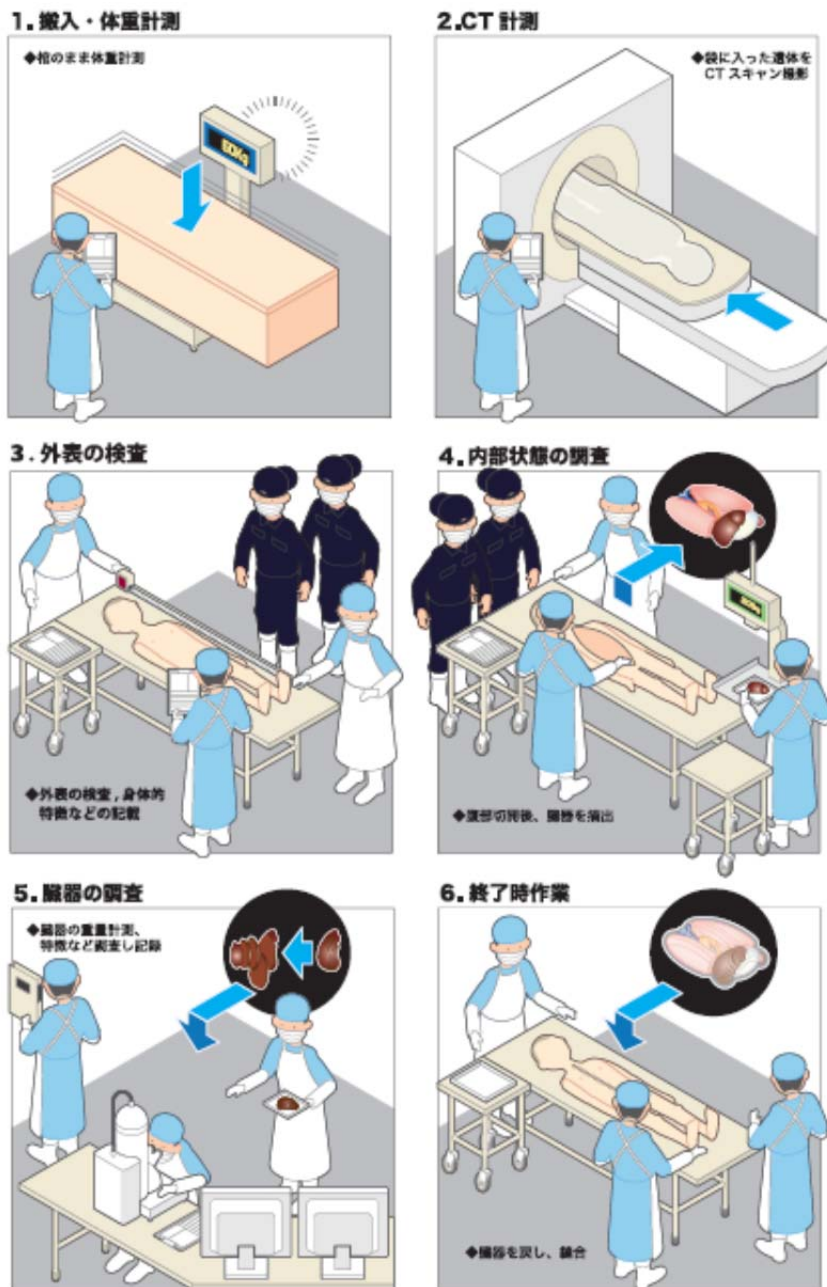 1.搬入・体重計測
◆棺のまま体重計測
60Kg
2.CT 計測
◆袋に入った遺体を
CT スキャン撮影
3.外表の検査
◆外表の検査,身体的
特徴などの記載
4.内部状態の調査
◆腹部切開後、臓器を摘出
5.臓器の調査
◆臓器の重量計測、
特徴など調査し記録
6.終了時作業
◆臓器を戻し、縫合